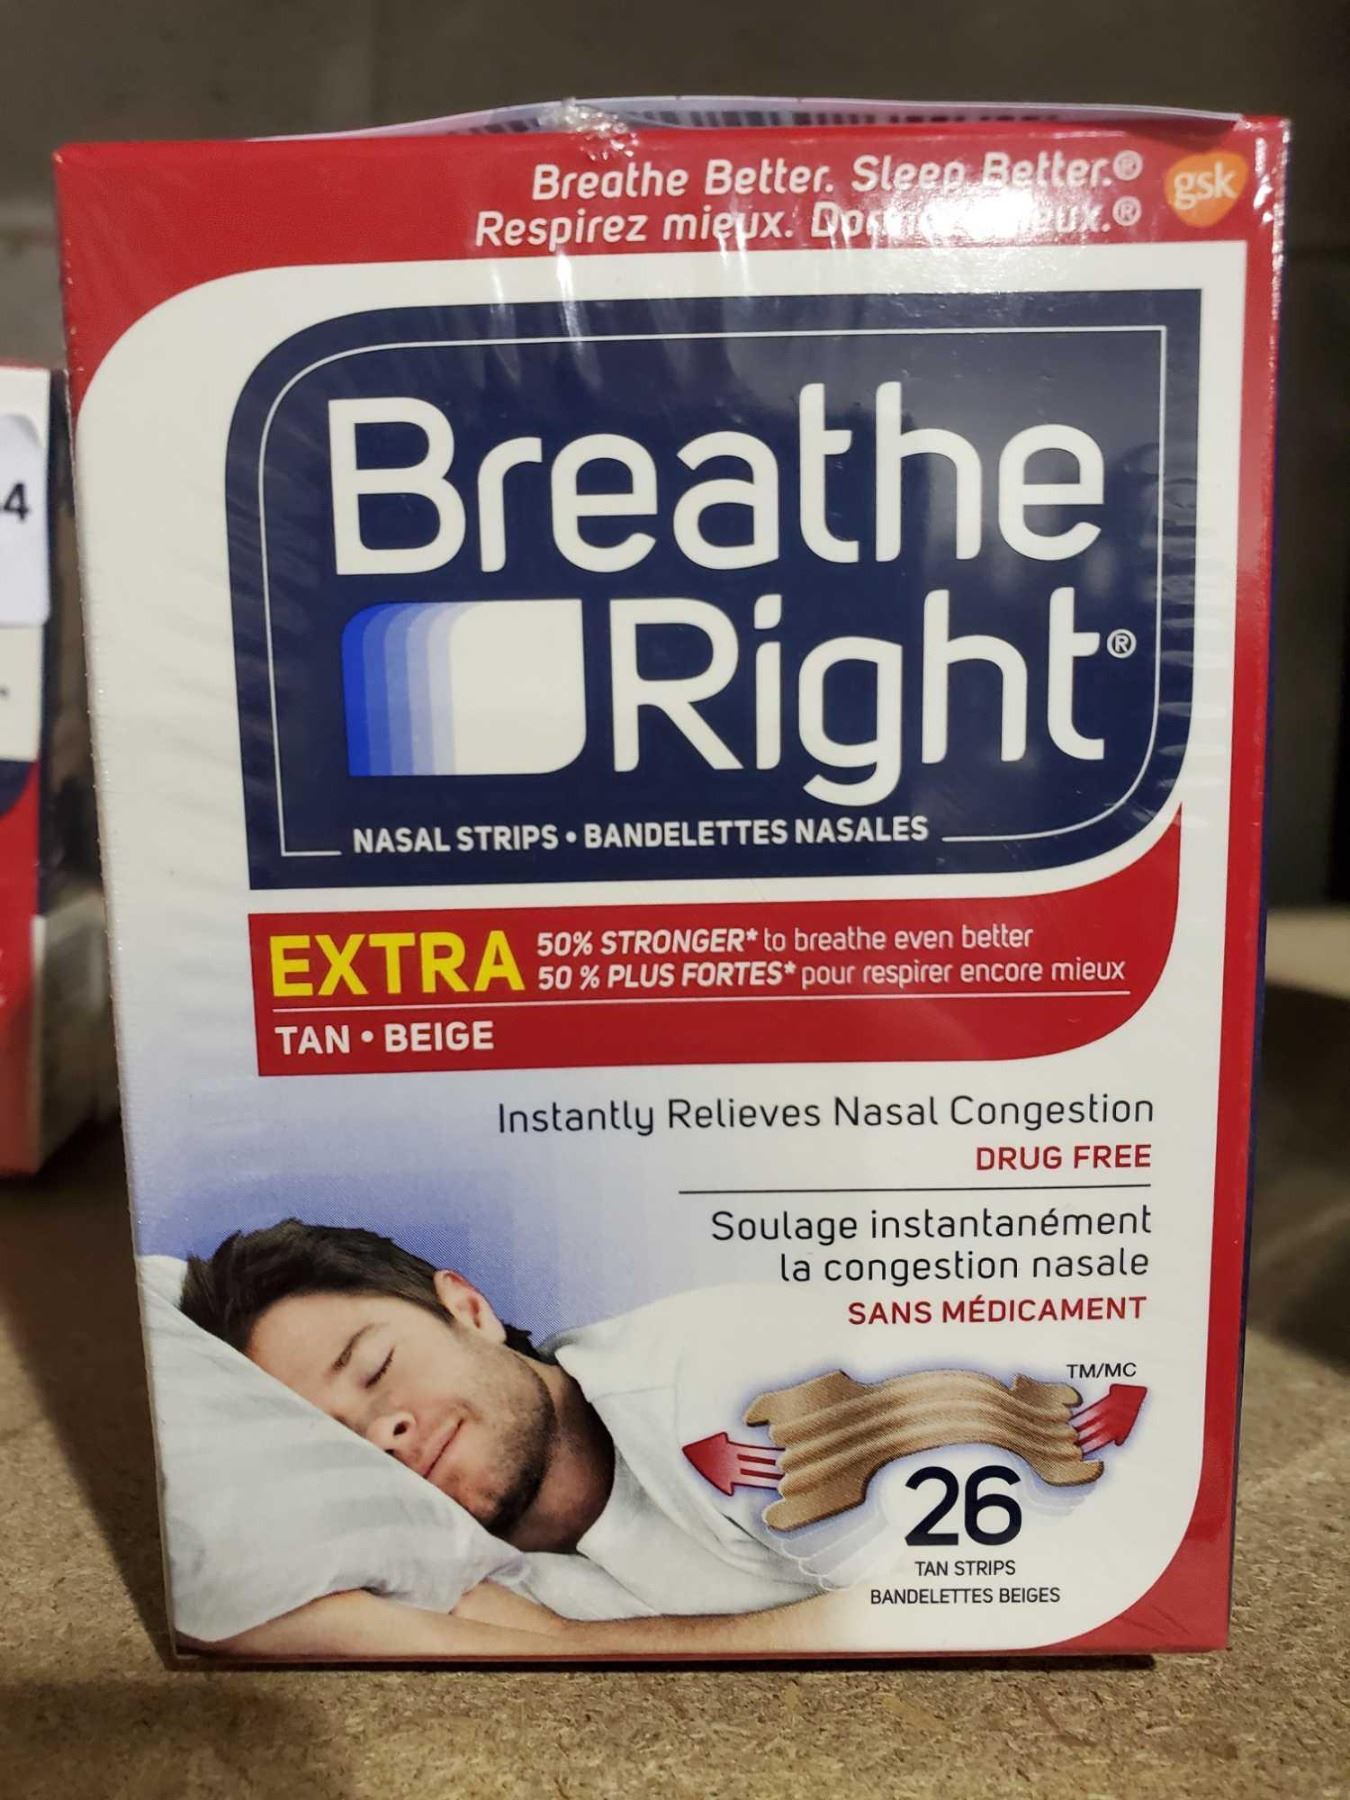 Breathe Better. Sleep Better.®
gsk
Respirez mieux.
Breathe
Right®
NASAL STRIPS • BANDELETTES NASALES
EXTRA
50% STRONGER* to breathe even better
50 % PLUS FORTES* pour respirer encore mieux
TAN • BEIGE
Instantly Relieves Nasal Congestion
DRUG FREE
Soulage instantanément
la congestion nasale
SANS MÉDICAMENT
TM/MC
26
TAN STRIPS
BANDELETTES BEIGES
4